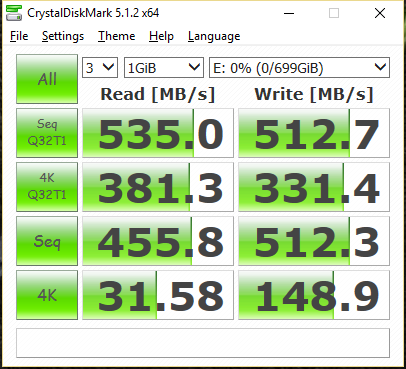 CrystalDiskMark 5.1.2 x64
File Settings Theme Help Language
All 3 1GiB E: 0% (0/699GiB)
Read [MB/s] Write [MB/s]
Seq
Q32T1 535.0 512.7
4K
Q32T1 381.3 331.4
Seq 455.8 512.3
4K 31.58 148.9